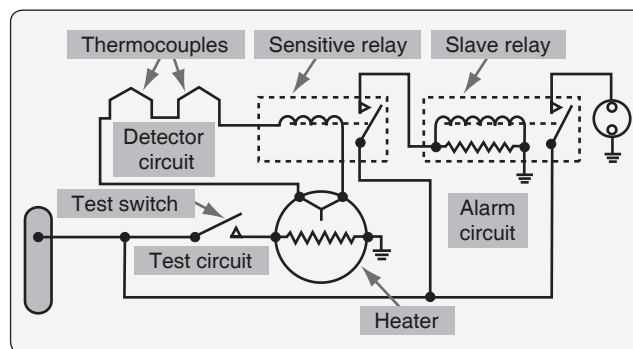 Thermocouples
Sensitive relay
Slave relay
Detector
circuit
Test switch
Test circuit
Alarm
circuit
Heater